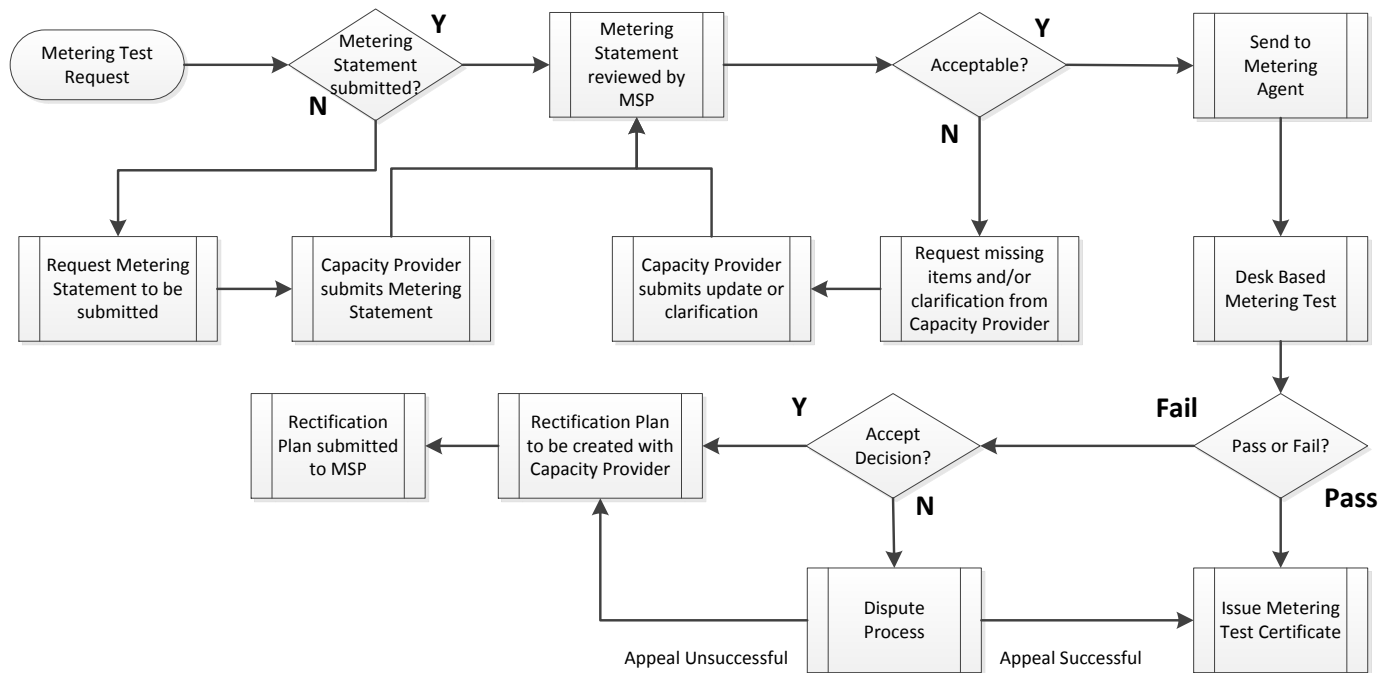 Metering Test
Request
Metering
Statement
submitted?
Y
N
Metering
Statement
reviewed by
MSP
Acceptable?
Y
N
Send to
Metering
Agent
Request Metering
Statement to be
submitted
Capacity Provider
submits Metering
Statement
Capacity Provider
submits update or
clarification
Request missing
items and/or
clarification from
Capacity Provider
Desk Based
Metering Test
Rectification
Plan submitted
to MSP
Rectification Plan
to be created with
Capacity Provider
Y
Accept
Decision?
N
Fail
Pass or Fail?
Pass
Dispute
Process
Issue Metering
Test Certificate
Appeal Unsuccessful
Appeal Successful